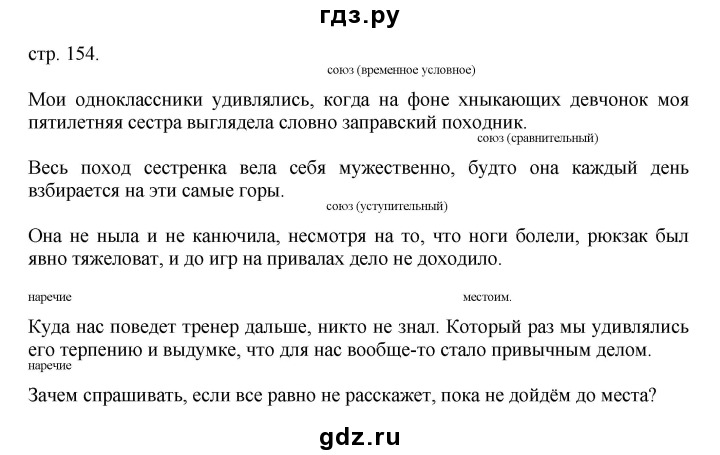 гдз.ру
стр. 154.
союз (временное условное)
Мои одноклассники удивлялись, когда на фоне хныкающих девчонок моя
пятилетняя сестра выглядела словно заправский походник.
союз (сравнительный)
Весь поход сестренка вела себя мужественно, будто она каждый день
взбирается на эти самые горы.
союз (уступительный)
Она не ныла и не канючила, несмотря на то, что ноги болели, рюкзак был
явно тяжеловат, и до игр на привалах дело не доходило.
наречие местоим.
Куда нас поведет тренер дальше, никто не знал. Который раз мы удивлялись
его терпению и выдумке, что для нас вообще-то стало привычным делом.
наречие
Зачем спрашивать, если все равно не расскажет, пока не дойдём до места?
gdz.ru